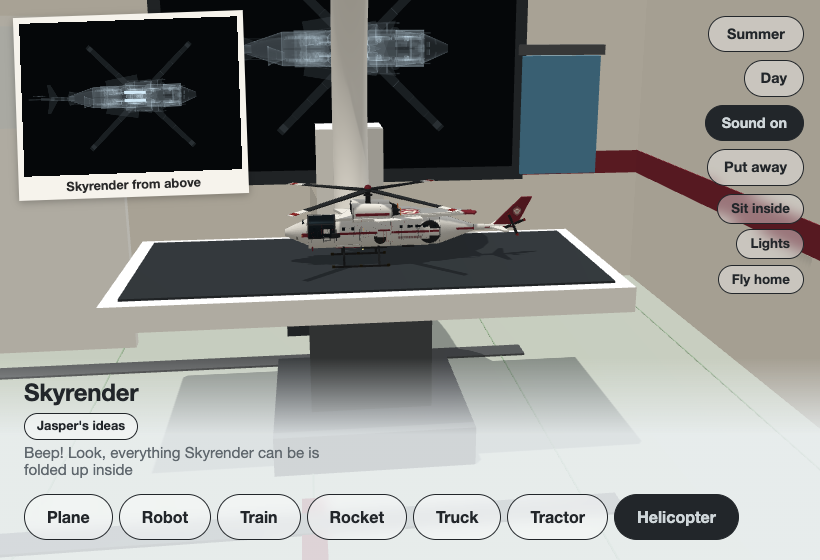 Skyrender from above
Summer
Day
Sound on
Put away
Sit inside
Lights
Fly home
Skyrender
Jasper's ideas
Beep! Look, everything Skyrender can be is
folded up inside
Plane
Robot
Train
Rocket
Truck
Tractor
Helicopter